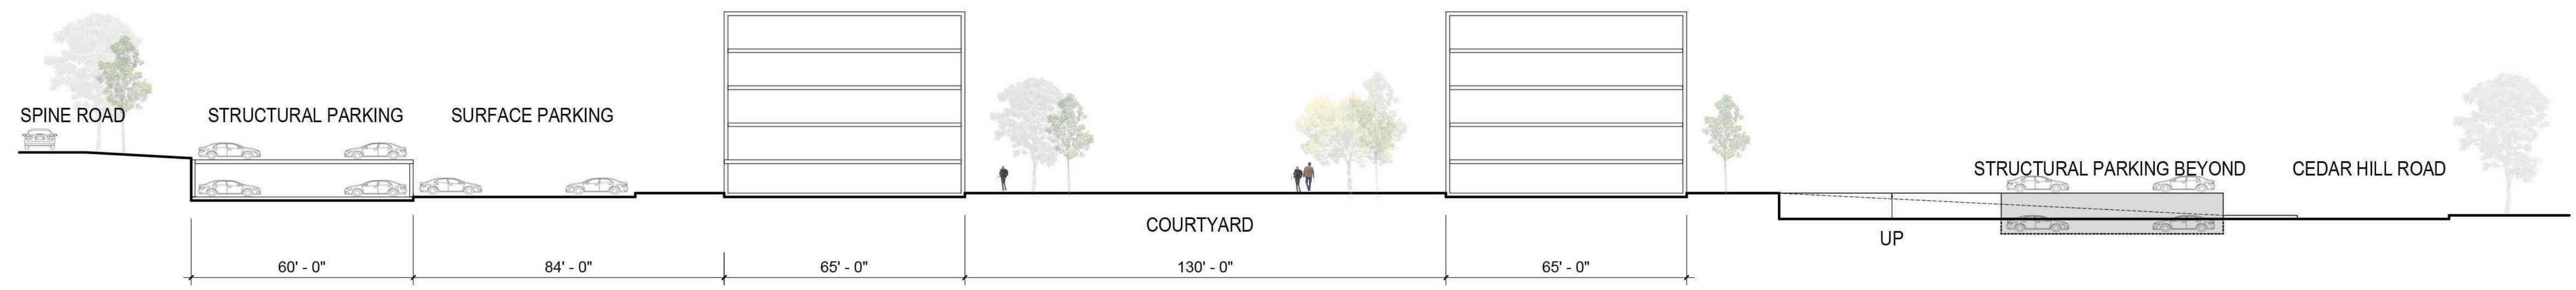 SPINE ROAD
STRUCTURAL PARKING
SURFACE PARKING
STRUCTURAL PARKING BEYOND
CEDAR HILL ROAD
COURTYARD
UP
60' - 0"
84' - 0"
65' - 0"
130' - 0"
65' - 0"